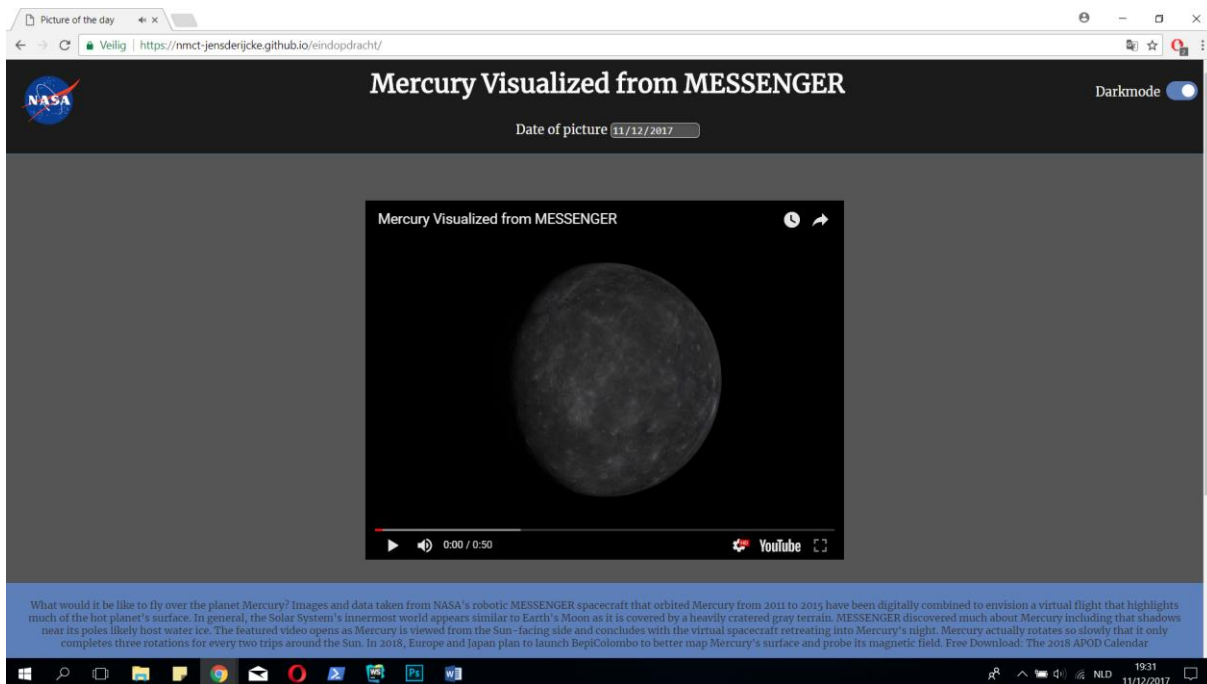 Picture of the day
Veilig | https://nmct-jensderijcke.github.io/eindopdracht/
2
NASA
Mercury Visualized from MESSENGER
Darkmode
Date of picture 11/12/2017
Mercury Visualized from MESSENGER
0:00 / 0:50
HD
YouTube
What would it be like to fly over the planet Mercury? Images and data taken from NASA's robotic MESSENGER spacecraft that orbited Mercury from 2011 to 2015 have been digitally combined to envision a virtual flight that highlights
much of the hot planet's surface. In general, the Solar System's innermost world appears similar to Earth's Moon as it is covered by a heavily cratered gray terrain. MESSENGER discovered much about Mercury including that shadows
near its poles likely host water ice. The featured video opens as Mercury is viewed from the Sun-facing side and concludes with the virtual spacecraft retreating into Mercury's night. Mercury actually rotates so slowly that it only
completes three rotations for every two trips around the Sun. In 2018, Europe and Japan plan to launch BepiColombo to better map Mercury's surface and probe its magnetic field. Free Download: The 2018 APOD Calendar
WS
Ps
W
NLD
19:31
11/12/2017